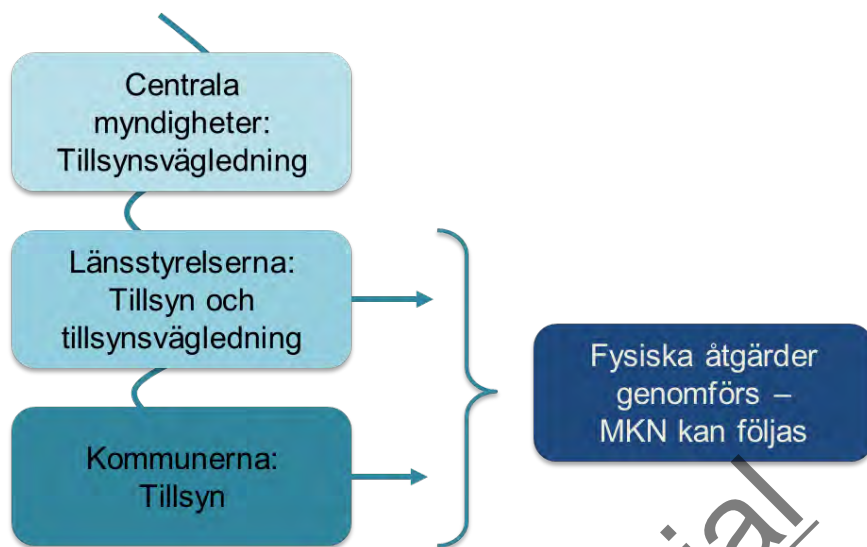 Centrala
myndigheter:
Tillsynsvägledning
Länsstyrelserna:
Tillsyn och
tillsynsvägledning
Fysiska åtgärder
genomförs –
MKN kan följas
Kommunerna:
Tillsyn